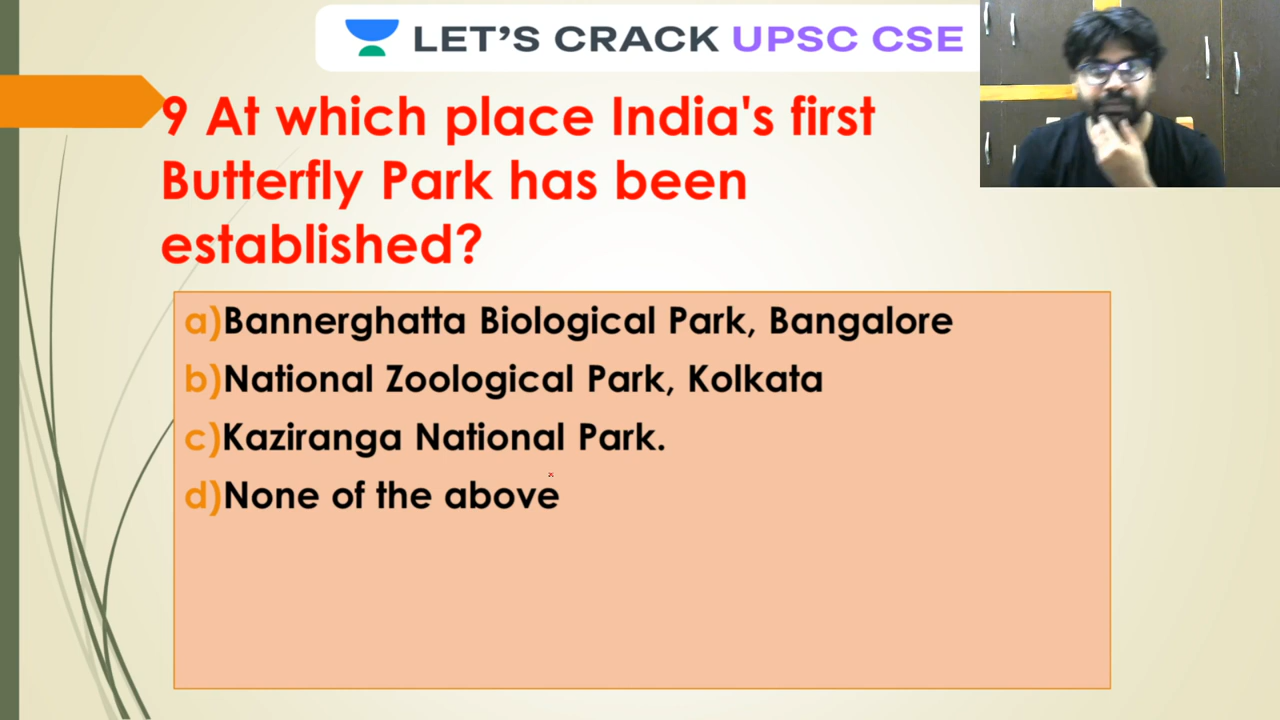 LET'S CRACK UPSC CSE
9 At which place India's first
Butterfly Park has been
established?
a)Bannerghatta Biological Park, Bangalore
b)National Zoological Park, Kolkata
c)Kaziranga National Park.
d)None of the above